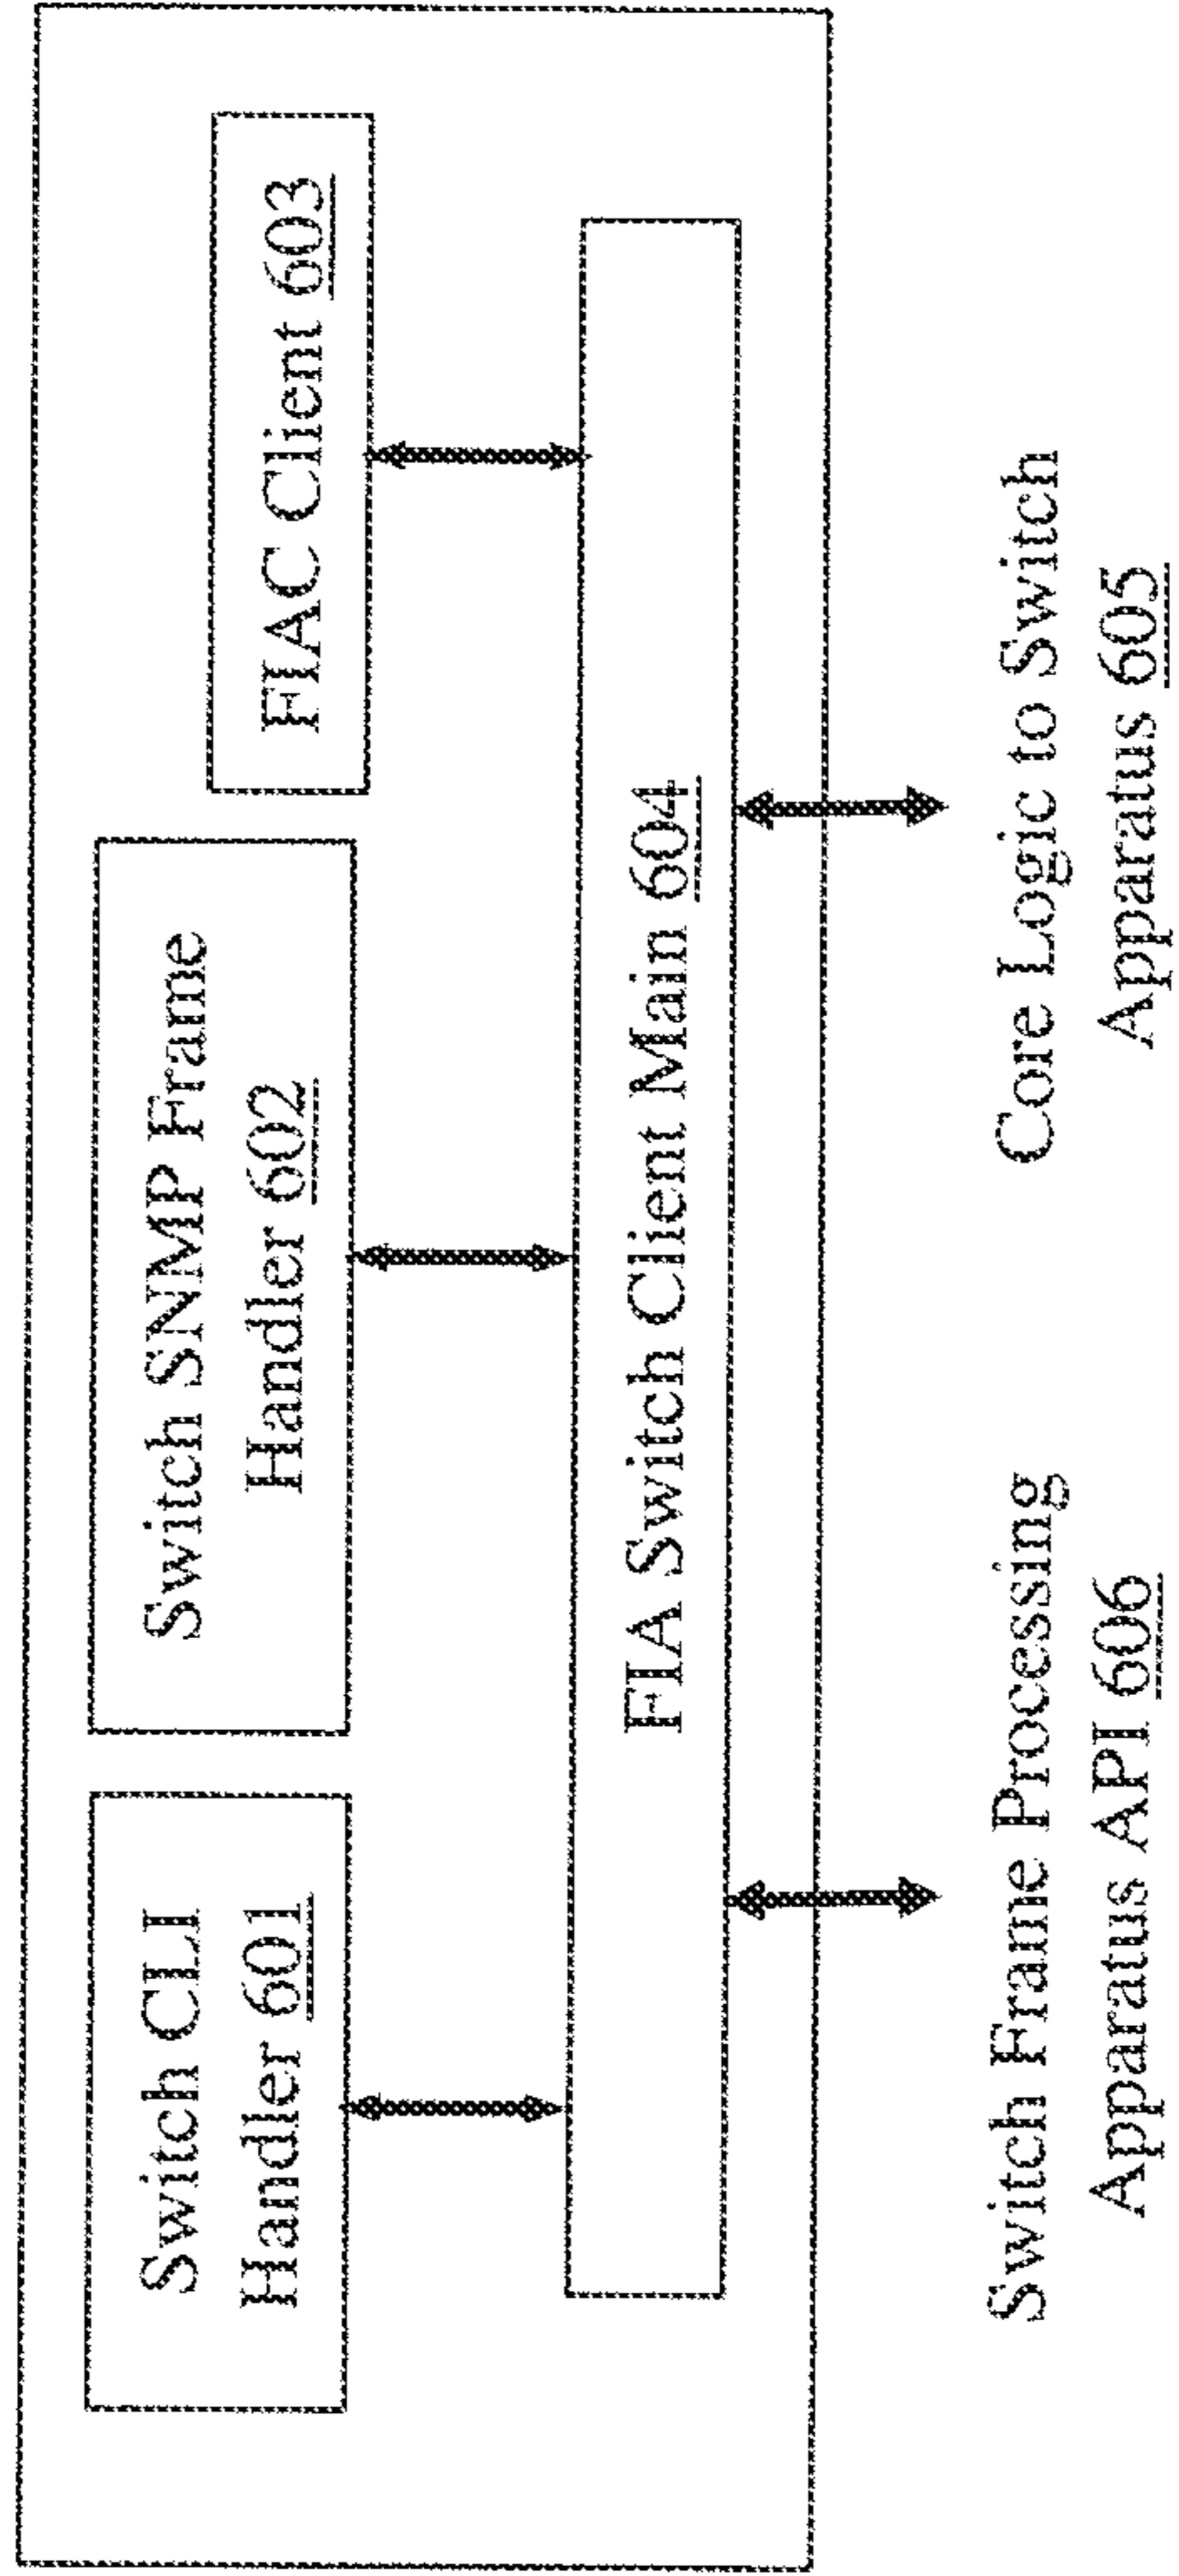 Switch CLI
Handler 601
Switch SNMP Frame
Handler 602
FIAC Client 603
FIA Switch Client Main 604
Switch Frame Processing
Apparatus API 606
Core Logic to Switch
Apparatus 605